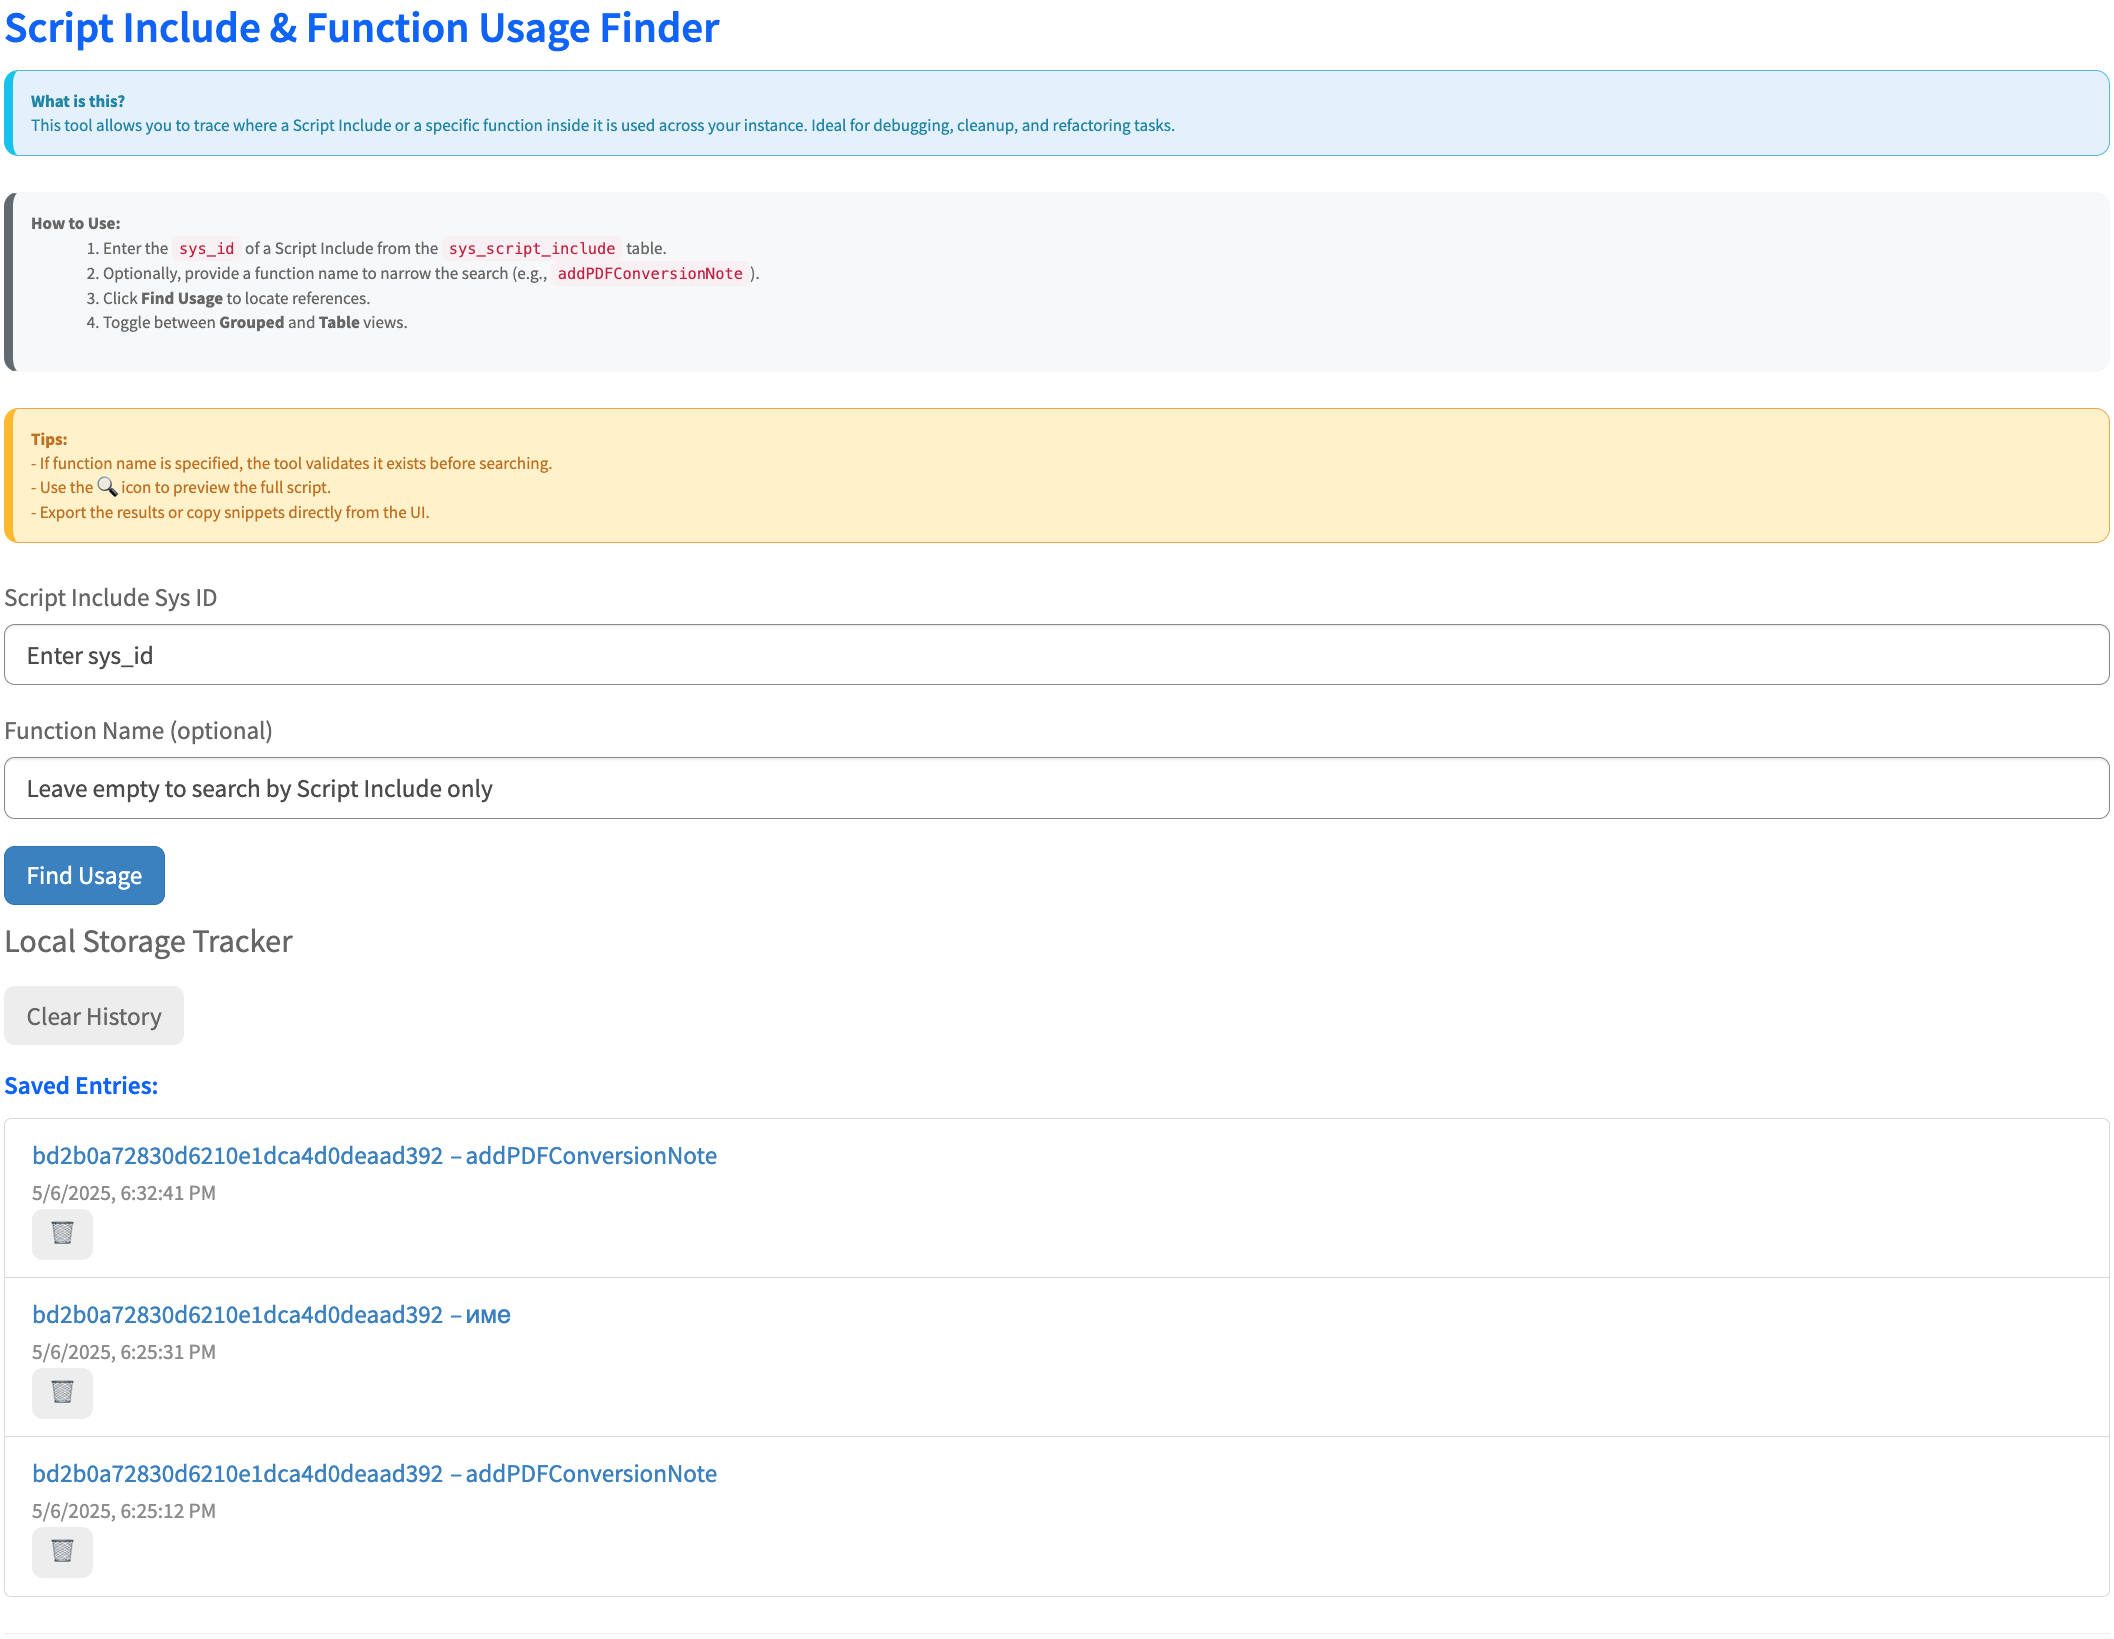 Script Include & Function Usage Finder
What is this?
This tool allows you to trace where a Script Include or a specific function inside it is used across your instance. Ideal for debugging, cleanup, and refactoring tasks.
How to Use:
1. Enter the sys_id of a Script Include from the sys_script_include table.
2. Optionally, provide a function name to narrow the search (e.g., addPDFConversionNote ).
3. Click Find Usage to locate references.
4. Toggle between Grouped and Table views.
Tips:
- If function name is specified, the tool validates it exists before searching.
- Use the 🔍 icon to preview the full script.
- Export the results or copy snippets directly from the UI.
Script Include Sys ID
Enter sys_id
Function Name (optional)
Leave empty to search by Script Include only
Find Usage
Local Storage Tracker
Clear History
Saved Entries:
bd2b0a72830d6210e1dca4d0deaad392 – addPDFConversionNote
5/6/2025, 6:32:41 PM
bd2b0a72830d6210e1dca4d0deaad392 – име
5/6/2025, 6:25:31 PM
bd2b0a72830d6210e1dca4d0deaad392 – addPDFConversionNote
5/6/2025, 6:25:12 PM